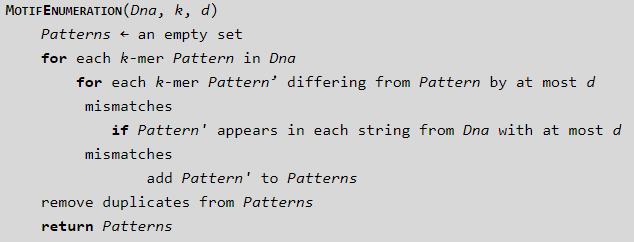 MOTIFENUMERATION(Dna, k, d)
Patterns ← an empty set
for each k-mer Pattern in Dna
for each k-mer Pattern’ differing from Pattern by at most d
mismatches
if Pattern' appears in each string from Dna with at most d
mismatches
add Pattern' to Patterns
remove duplicates from Patterns
return Patterns